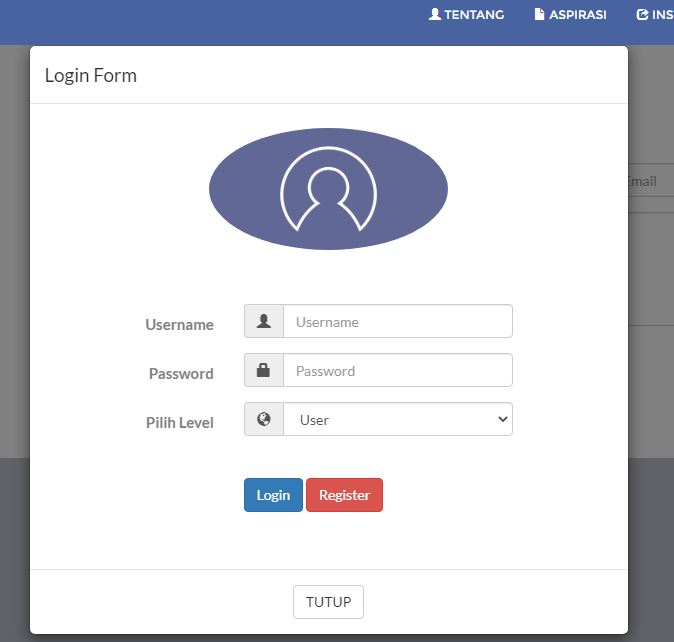 TENTANG ASPIRASI INS
Login Form
Email
Username Username
Password Password
Pilih Level User
Login Register
TUTUP